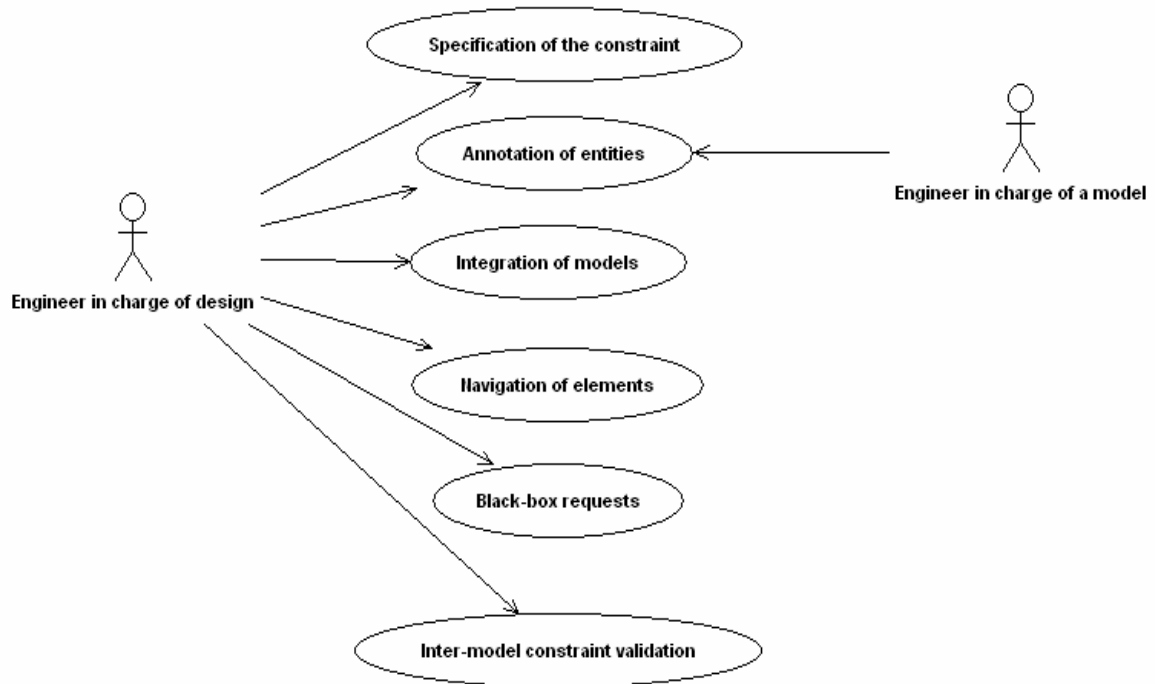 Specification of the constraint
Annotation of entities
Engineer in charge of a model
Integration of models
Engineer in charge of design
Navigation of elements
Black-box requests
Inter-model constraint validation